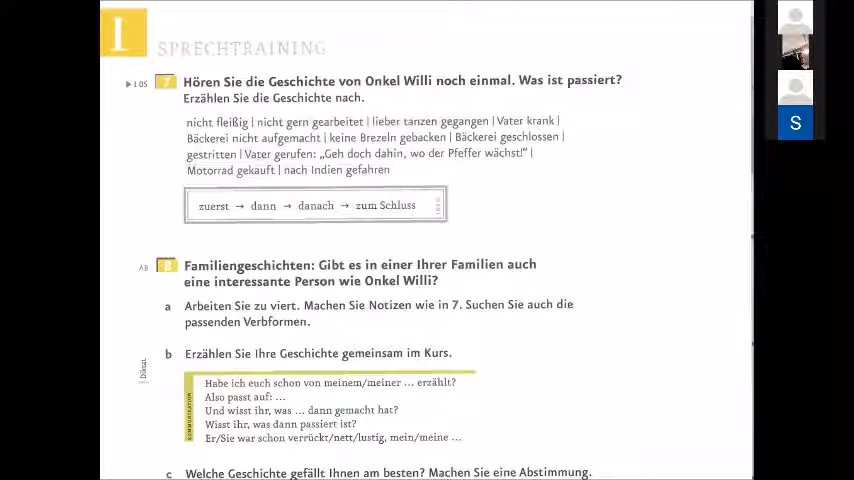 1
SPRECHTRAINING
▶ 1 05 7 Hören Sie die Geschichte von Onkel Willi noch einmal. Was ist passiert?
Erzählen Sie die Geschichte nach.
nicht fleißig | nicht gern gearbeitet | lieber tanzen gegangen | Vater krank |
Bäckerei nicht aufgemacht | keine Brezeln gebacken | Bäckerei geschlossen |
gestritten | Vater gerufen: „Geh doch dahin, wo der Pfeffer wächst!“ |
Motorrad gekauft | nach Indien gefahren
zuerst → dann → danach → zum Schluss
INFO
A8 8 Familiengeschichten: Gibt es in einer Ihrer Familien auch
eine interessante Person wie Onkel Willi?
a Arbeiten Sie zu viert. Machen Sie Notizen wie in 7. Suchen Sie auch die
passenden Verbformen.
Diktat
b Erzählen Sie Ihre Geschichte gemeinsam im Kurs.
KOMMUNIKATION
Habe ich euch schon von meinem/meiner ... erzählt?
Also passt auf: ...
Und wisst ihr, was ... dann gemacht hat?
Wisst ihr, was dann passiert ist?
Er/Sie war schon verrückt/nett/lustig, mein/meine ...
c Welche Geschichte gefällt Ihnen am besten? Machen Sie eine Abstimmung.
S